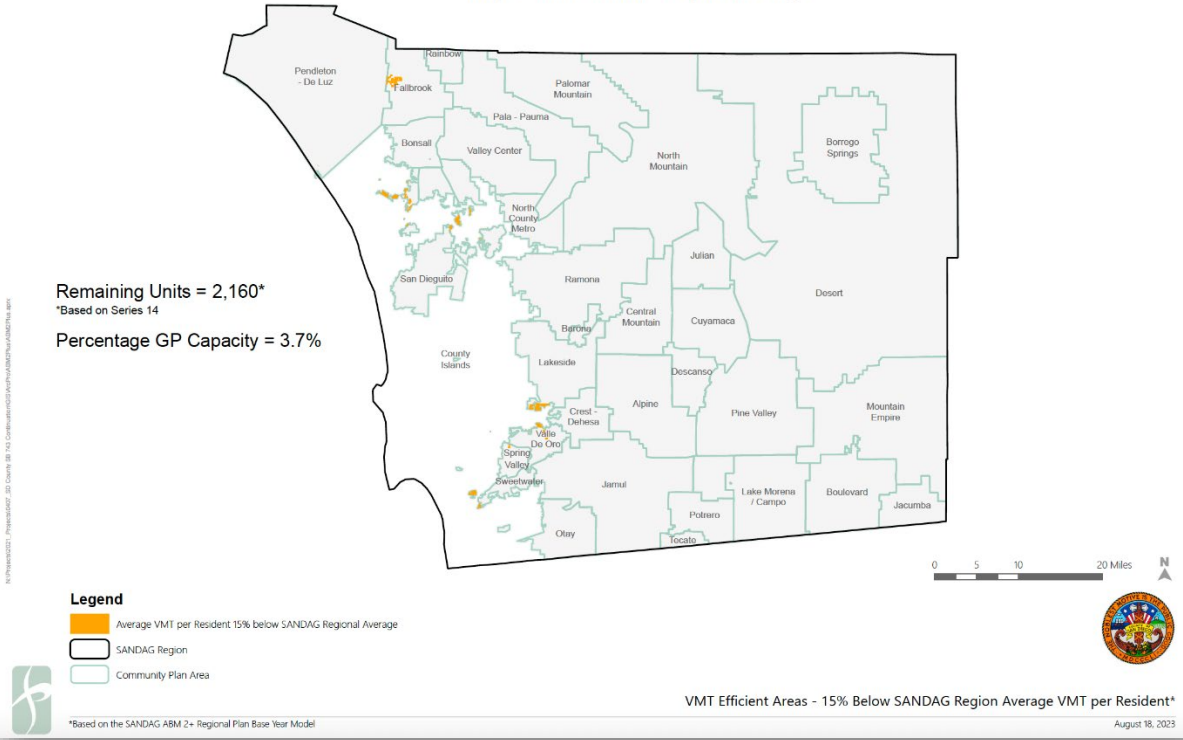 Rainbow
Pendleton
- De Luz
Fallbrook
Palomar
Mountain
Pala - Pauma
Bonsall
Valley Center
North
Mountain
Borrego
Springs
North
County
Metro
San Dieguito
Ramona
Julian
Desert
Central
Mountain
Cuyamaca
Barona
Remaining Units = 2,160*
*Based on Series 14
Percentage GP Capacity = 3.7%
County
Islands
Lakeside
Descanso
Alpine
Pine Valley
Mountain
Empire
Crest -
Dehesa
Valle
De Oro
Spring
Valley
Sweetwater
Jamul
Lake Morena
/ Campo
Boulevard
Jacumba
Potrero
Otay
Tecate
0 5 10 20 Miles
N
Legend
Average VMT per Resident 15% below SANDAG Regional Average
SANDAG Region
Community Plan Area
VMT Efficient Areas - 15% Below SANDAG Region Average VMT per Resident*
*Based on the SANDAG ABM 2+ Regional Plan Base Year Model
August 18, 2023